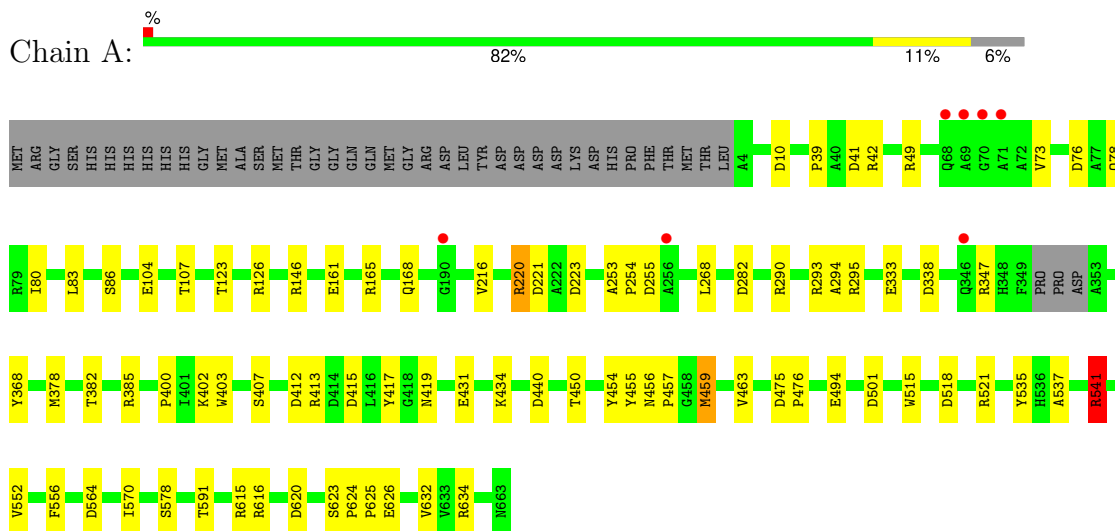 %
Chain A:
82% 11% 6%
MET ARG GLY SER HIS HIS HIS HIS HIS HIS GLY MET ALA SER MET THR GLY GLY GLN GLN MET GLY ARG ASP LEU TYR ASP ASP ASP ASP LYS ASP HIS PRO PHE THR MET THR LEU A4 D10 P39 A40 D41 R42 R49 Q68 A69 G70 A71 A72 V73 D76 A77 Q78
R79 I80 L83 S86 E104 T107 T123 R126 R146 E161 R165 Q168 G190 V216 R220 D221 A222 D223 A253 P254 D255 A256 L268 D282 R290 R293 A294 R295 E333 D338 Q346 R347 H348 F349 PRO PRO ASP A353
Y368 M378 T382 R385 P400 I401 K402 W403 S407 D412 R413 D414 D415 L416 Y417 G418 N419 E431 K434 D440 T450 Y454 Y455 N456 P457 G458 M459 V463 D475 P476 E494 D501 W515 D518 R521 Y535 H536 A537 R541
V552 F556 D564 I570 S578 T591 R615 R616 D620 S623 P624 P625 E626 V632 V633 R634 N663